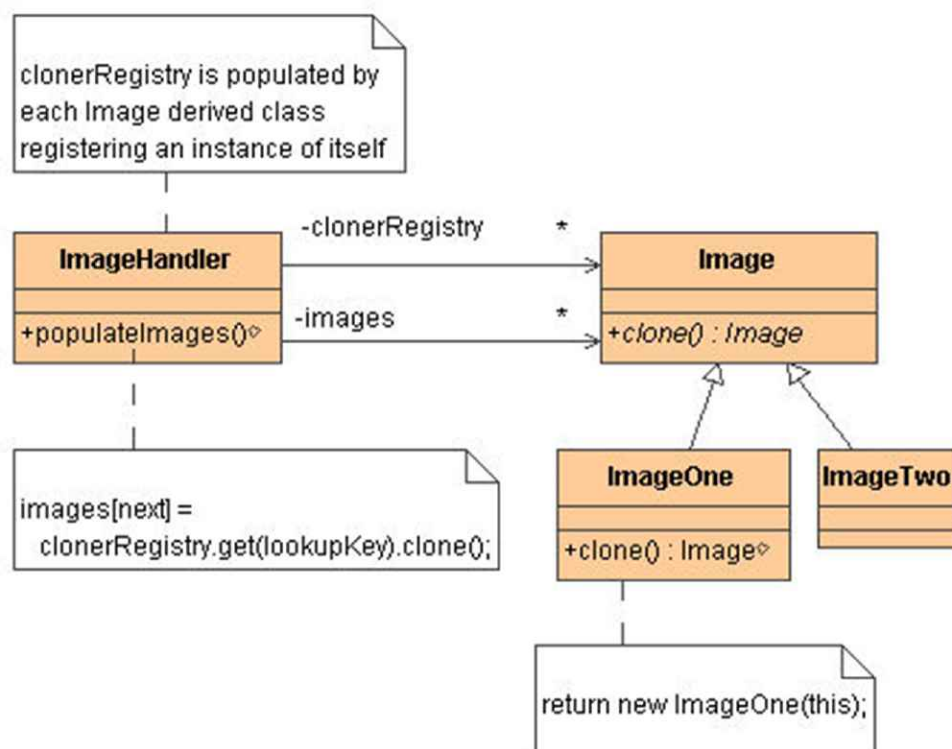 clonerRegistry is populated by
each Image derived class
registering an instance of itself
-clonerRegistry *
ImageHandler
Image
+populateImages()
-images *
+clone() : Image
images[next] =
clonerRegistry.get(lookupKey).clone();
ImageOne
ImageTwo
+clone() : Image
return new ImageOne(this);